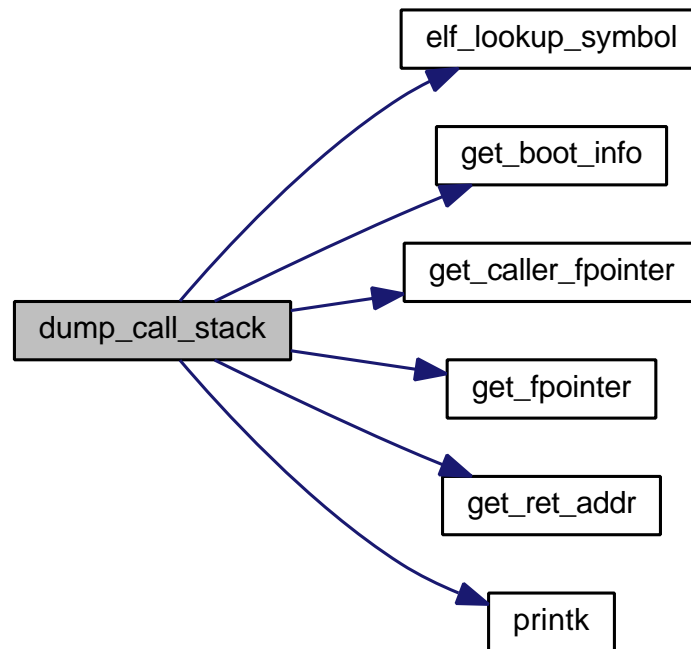 elf_lookup_symbol
get_boot_info
get_caller_fpointer
dump_call_stack
get_fpointer
get_ret_addr
printk